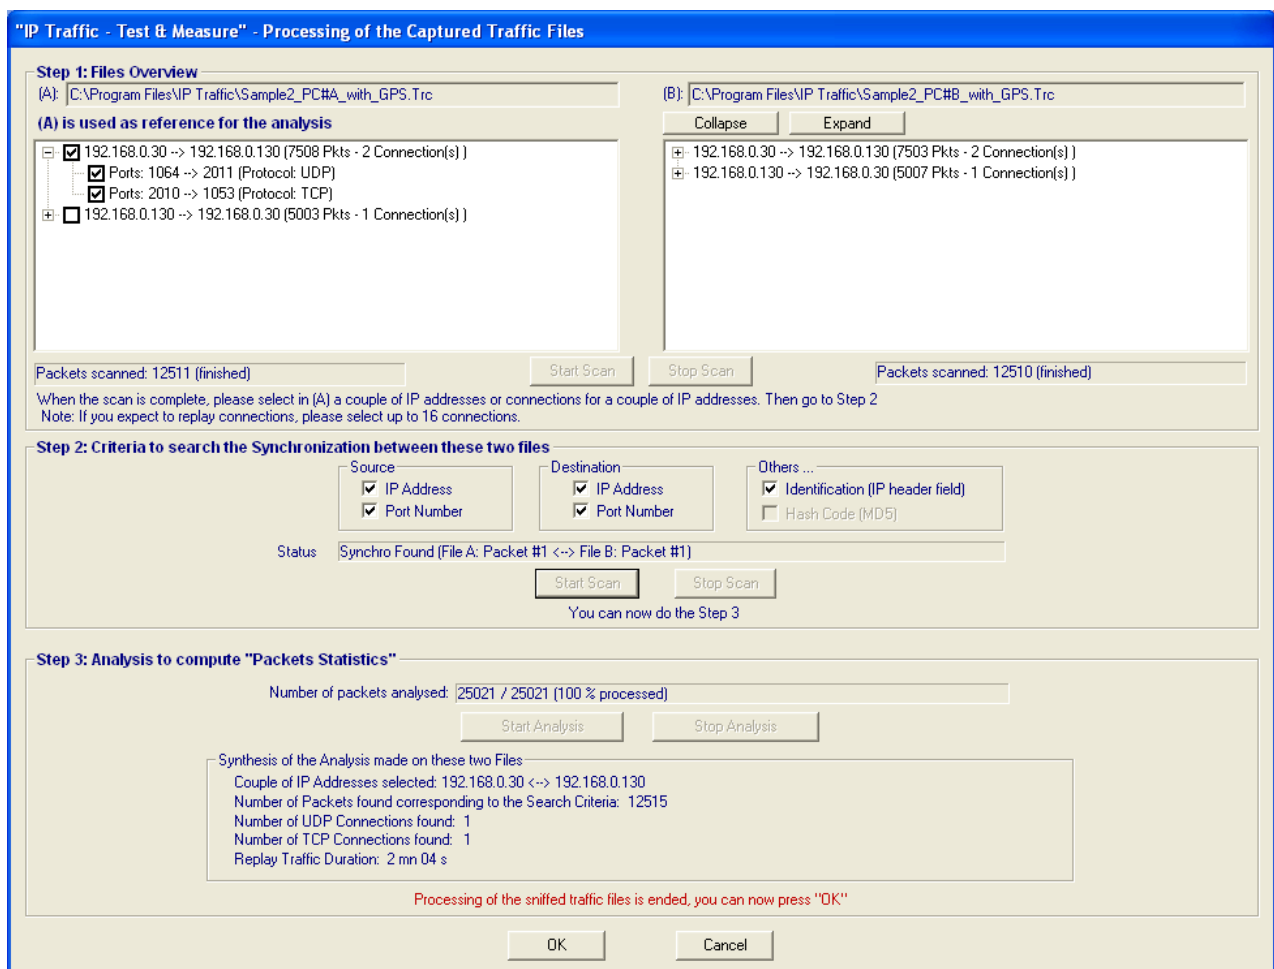 "IP Traffic - Test & Measure" - Processing of the Captured Traffic Files
Step 1: Files Overview
(A): C:\Program Files\IP Traffic\Sample2_PC#A_with_GPS.Trc
(B): C:\Program Files\IP Traffic\Sample2_PC#B_with_GPS.Trc
(A) is used as reference for the analysis
Collapse
Expand
192.168.0.30 --> 192.168.0.130 (7508 Pkts - 2 Connection(s) )
Ports: 1064 --> 2011 (Protocol: UDP)
Ports: 2010 --> 1053 (Protocol: TCP)
192.168.0.130 --> 192.168.0.30 (5003 Pkts - 1 Connection(s) )
192.168.0.30 --> 192.168.0.130 (7503 Pkts - 2 Connection(s) )
192.168.0.130 --> 192.168.0.30 (5007 Pkts - 1 Connection(s) )
Packets scanned: 12511 (finished)
Start Scan
Stop Scan
Packets scanned: 12510 (finished)
When the scan is complete, please select in (A) a couple of IP addresses or connections for a couple of IP addresses. Then go to Step 2
Note: If you expect to replay connections, please select up to 16 connections.
Step 2: Criteria to search the Synchronization between these two files
Source
IP Address
Port Number
Destination
IP Address
Port Number
Others ...
Identification (IP header field)
Hash Code (MD5)
Status
Synchro Found (File A: Packet #1 <--> File B: Packet #1)
Start Scan
Stop Scan
You can now do the Step 3
Step 3: Analysis to compute "Packets Statistics"
Number of packets analysed: 25021 / 25021 (100 % processed)
Start Analysis
Stop Analysis
Synthesis of the Analysis made on these two Files
Couple of IP Addresses selected: 192.168.0.30 <--> 192.168.0.130
Number of Packets found corresponding to the Search Criteria: 12515
Number of UDP Connections found: 1
Number of TCP Connections found: 1
Replay Traffic Duration: 2 mn 04 s
Processing of the sniffed traffic files is ended, you can now press "OK"
OK
Cancel